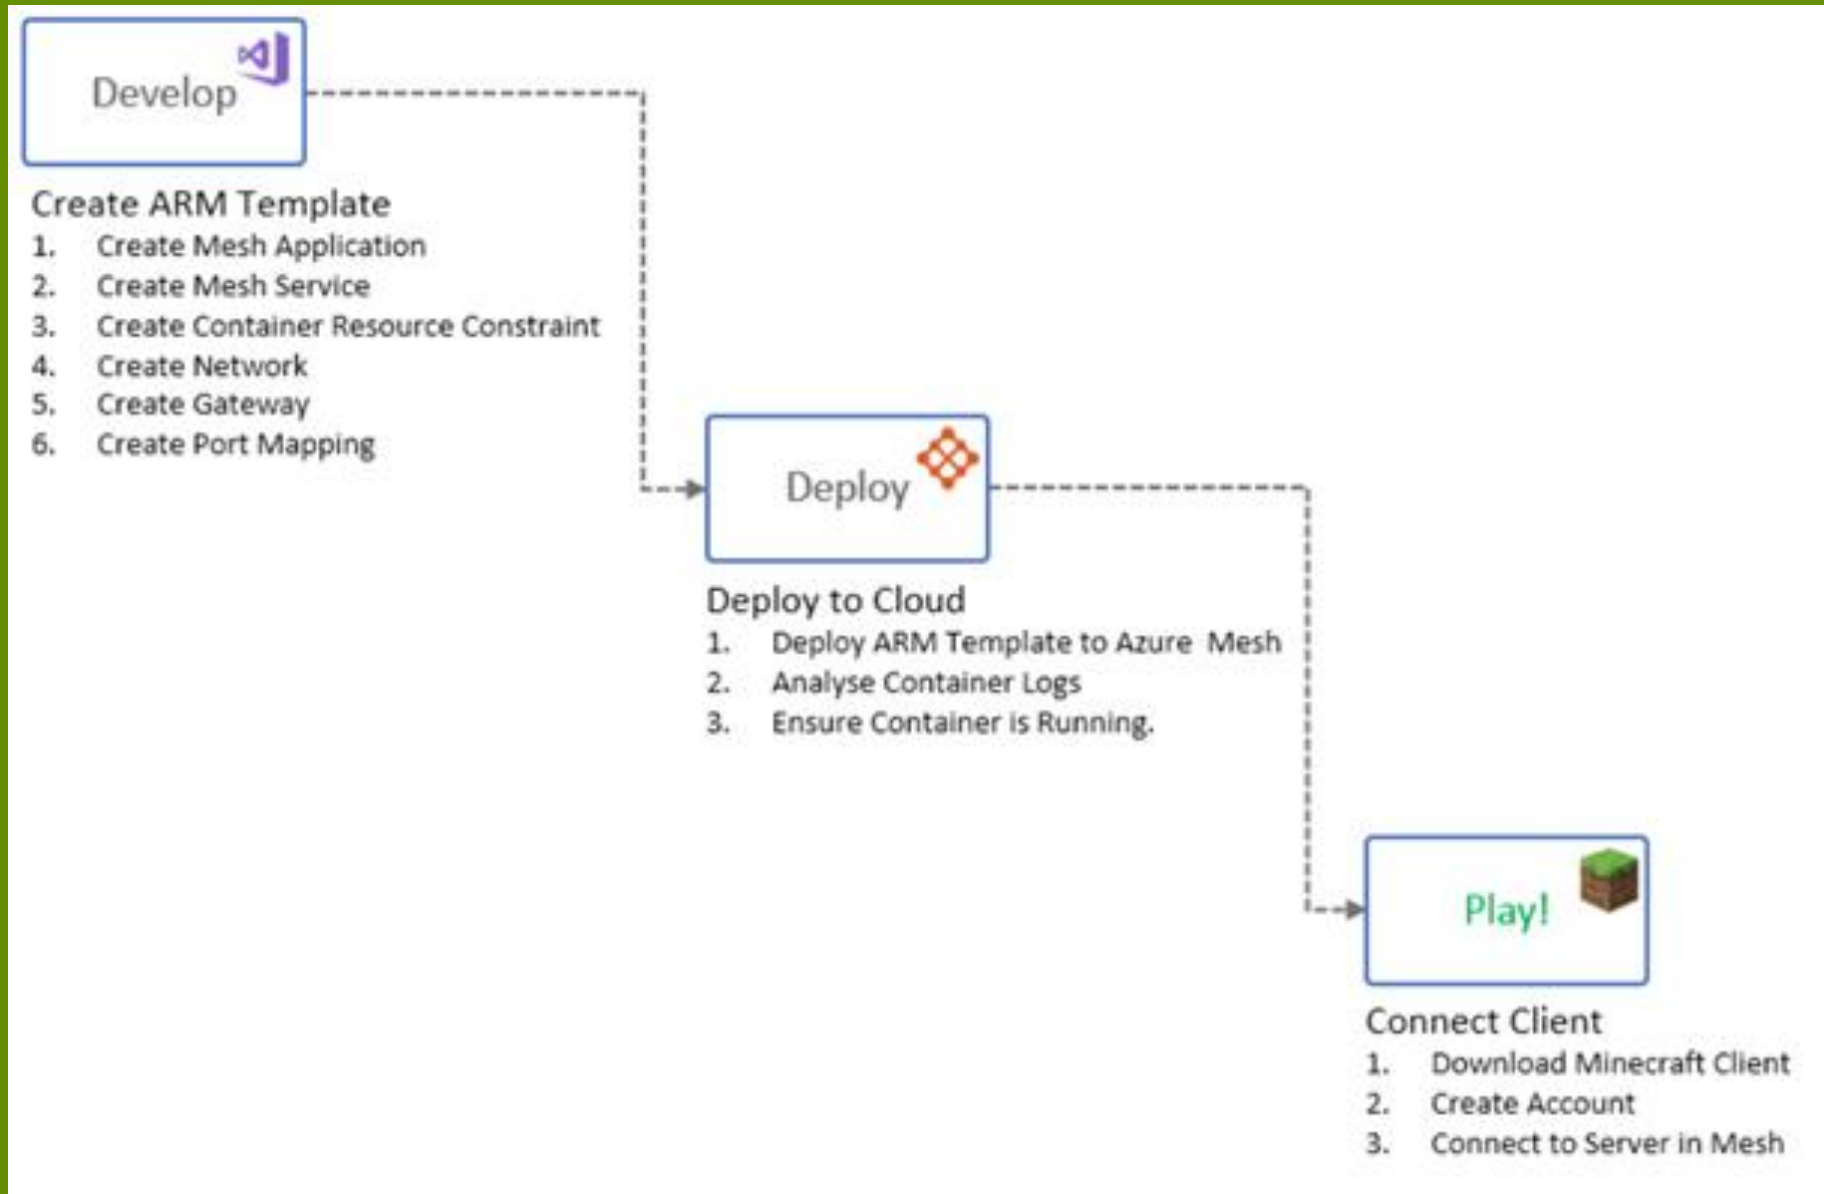 Develop
Create ARM Template
1. Create Mesh Application
2. Create Mesh Service
3. Create Container Resource Constraint
4. Create Network
5. Create Gateway
6. Create Port Mapping
Deploy
Deploy to Cloud
1. Deploy ARM Template to Azure Mesh
2. Analyse Container Logs
3. Ensure Container is Running.
Play!
Connect Client
1. Download Minecraft Client
2. Create Account
3. Connect to Server in Mesh